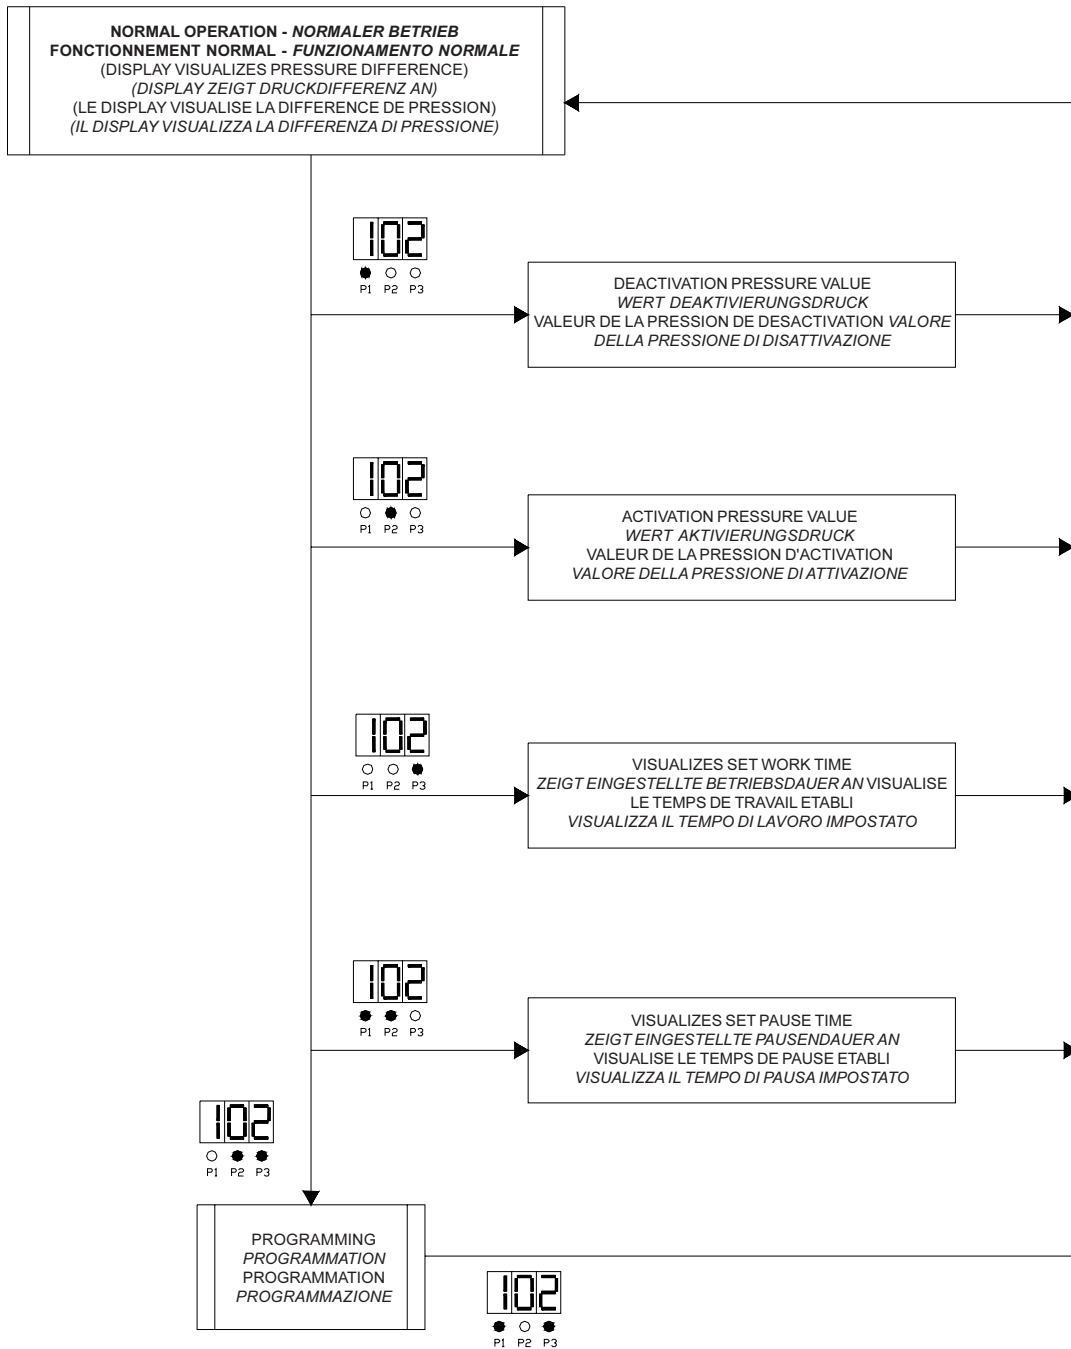 NORMAL OPERATION - NORMALER BETRIEB
FONCTIONNEMENT NORMAL - FUNZIONAMENTO NORMALE
(DISPLAY VISUALIZES PRESSURE DIFFERENCE)
(DISPLAY ZEIGT DRUCKDIFFERENZ AN)
(LE DISPLAY VISUALISE LA DIFFERENCE DE PRESSION)
(IL DISPLAY VISUALIZZA LA DIFFERENZA DI PRESSIONE)
102
P1 P2 P3
DEACTIVATION PRESSURE VALUE
WERT DEAKTIVIERUNGSDRUCK
VALEUR DE LA PRESSION DE DESACTIVATION VALORE
DELLA PRESSIONE DI DISATTIVAZIONE
102
P1 P2 P3
ACTIVATION PRESSURE VALUE
WERT AKTIVIERUNGSDRUCK
VALEUR DE LA PRESSION D'ACTIVATION
VALORE DELLA PRESSIONE DI ATTIVAZIONE
102
P1 P2 P3
VISUALIZES SET WORK TIME
ZEIGT EINGESTELLTE BETRIEBSDAUER AN VISUALISE
LE TEMPS DE TRAVAIL ETABLI
VISUALIZZA IL TEMPO DI LAVORO IMPOSTATO
102
P1 P2 P3
VISUALIZES SET PAUSE TIME
ZEIGT EINGESTELLTE PAUSENDAUER AN
VISUALISE LE TEMPS DE PAUSE ETABLI
VISUALIZZA IL TEMPO DI PAUSA IMPOSTATO
102
P1 P2 P3
PROGRAMMING
PROGRAMMATION
PROGRAMMATION
PROGRAMMAZIONE
102
P1 P2 P3